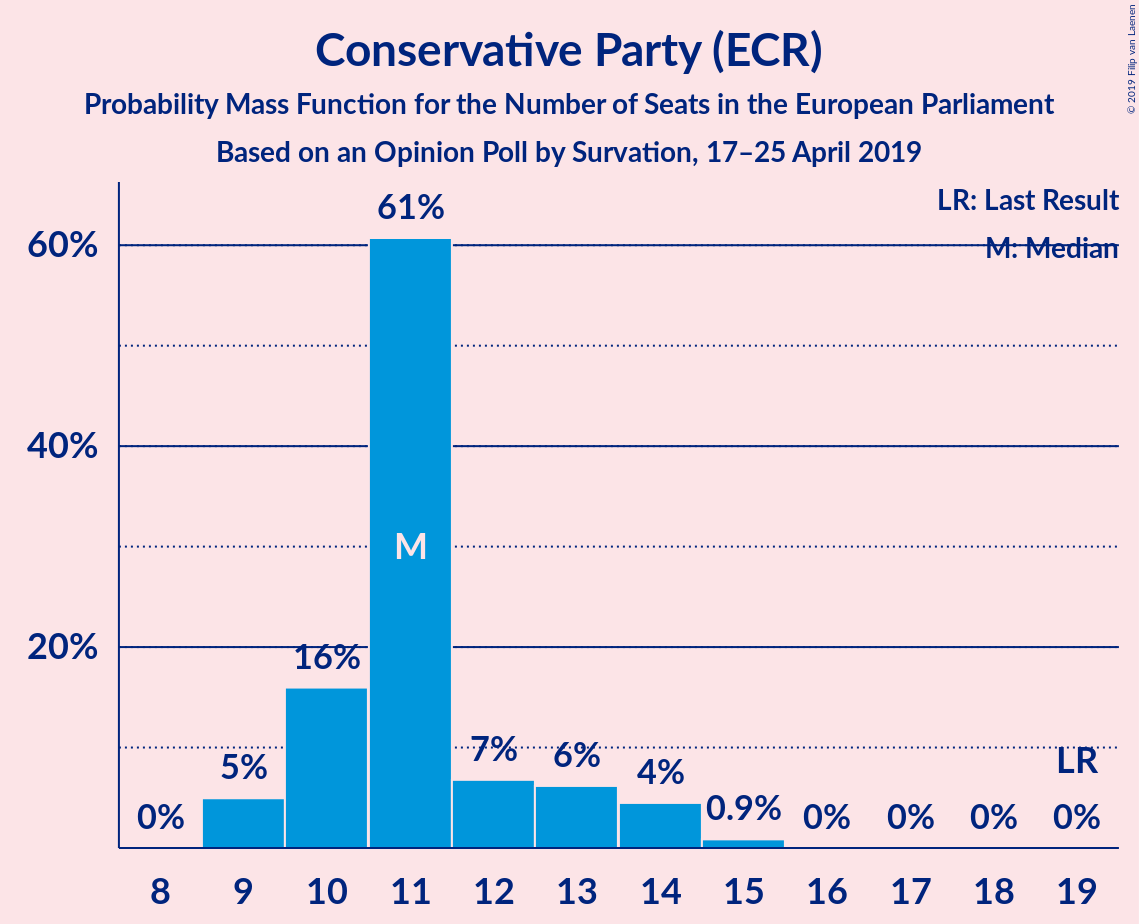 Conservative Party (ECR)
Probability Mass Function for the Number of Seats in the European Parliament
Based on an Opinion Poll by Survation, 17–25 April 2019
© 2019 Filip van Laenen
LR: Last Result
M: Median
60%
40%
20%
0%
5%
16%
61%
M
7%
6%
4%
0.9%
0%
0%
0%
LR
0%
8 9 10 11 12 13 14 15 16 17 18 19